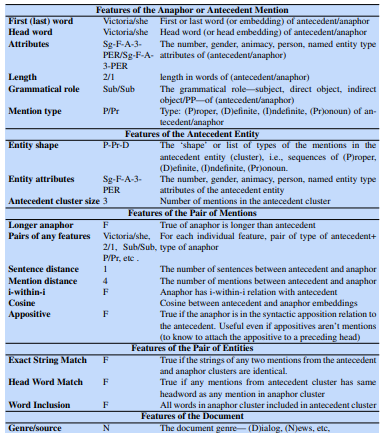 Features of the Anaphor or Antecedent Mention
First (last) word Victoria/she First or last word (or embedding) of antecedent/anaphor
Head word Victoria/she Head word (or head embedding) of antecedent/anaphor
Attributes Sg-F-A-3- The number, gender, animacy, person, named entity type
PER/Sg-F-A- attributes of (antecedent/anaphor)
3-PER
Length 2/1 length in words of (antecedent/anaphor)
Grammatical role Sub/Sub The grammatical role—subject, direct object, indirect
object/PP—of (antecedent/anaphor)
Mention type P/Pr Type: (P)roper, (D)efinite, (I)ndefinite, (Pr)onoun) of an-
tecedent/anaphor
Features of the Antecedent Entity
Entity shape P-Pr-D The ‘shape’ or list of types of the mentions in the
antecedent entity (cluster), i.e., sequences of (P)roper,
(D)efinite, (I)ndefinite, (Pr)onoun.
Entity attributes Sg-F-A-3- The number, gender, animacy, person, named entity type
PER attributes of the antecedent entity
Antecedent cluster size 3 Number of mentions in the antecedent cluster
Features of the Pair of Mentions
Longer anaphor F True of anaphor is longer than antecedent
Pairs of any features Victoria/she, For each individual feature, pair of type of antecedent+
2/1, Sub/Sub, type of anaphor
P/Pr, etc .
Sentence distance 1 The number of sentences between antecedent and anaphor
Mention distance 4 The number of mentions between antecedent and anaphor
i-within-i F Anaphor has i-within-i relation with antecedent
Cosine Cosine between antecedent and anaphor embeddings
Appositive F True if the anaphor is in the syntactic apposition relation to
the antecedent. Useful even if appositives aren’t mentions
(to know to attach the appositive to a preceding head)
Features of the Pair of Entities
Exact String Match F True if the strings of any two mentions from the antecedent
and anaphor clusters are identical.
Head Word Match F True if any mentions from antecedent cluster has same
headword as any mention in anaphor cluster
Word Inclusion F All words in anaphor cluster included in antecedent cluster
Features of the Document
Genre/source N The document genre— (D)ialog, (N)ews, etc,